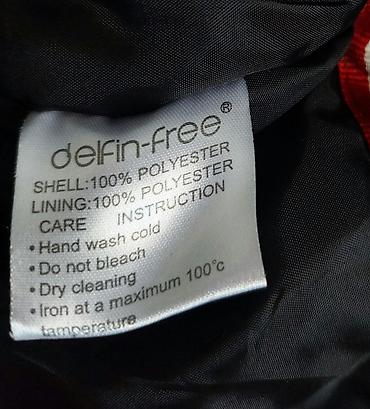 delfin-free®
SHELL:100% POLYESTER
LINING:100% POLYESTER
CARE INSTRUCTION
•Hand wash cold
•Do not bleach
•Dry cleaning
•Iron at a maximum 100°c
tamperature